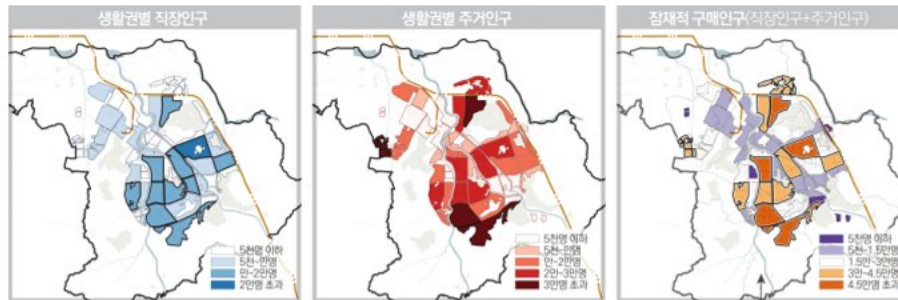 생활권별 직장인구
생활권별 주거인구
잠재적 구매인구(직장인구+주거인구)
5천명 이하
5천~만명
만~2만명
2만명 초과
5천명 이하
5천~만명
만~2만명
2만~3만명
3만명 초과
5천명 이하
5천~1.5만명
1.5만~3만명
3만~4.5만명
4.5만명 초과